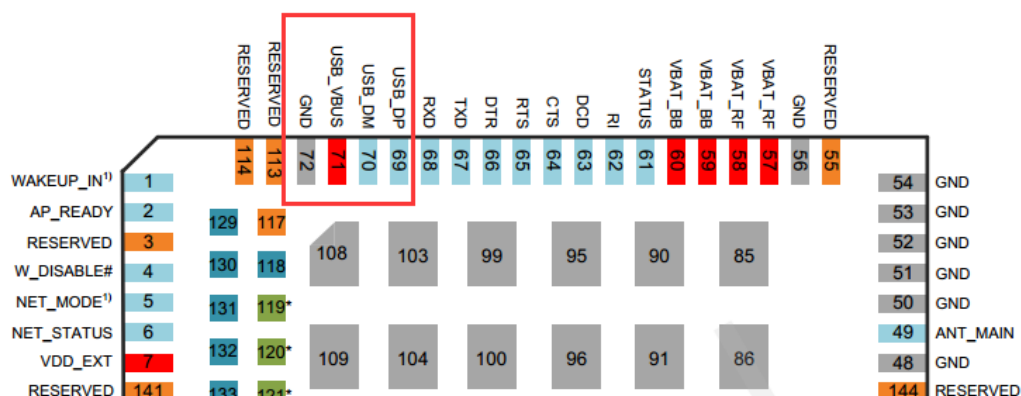 RESERVED
RESERVED
GND
USB_VBUS
USB_DM
USB_DP
RXD
TXD
DTR
RTS
CTS
DCD
RI
STATUS
VBAT_BB
VBAT_BB
VBAT_RF
VBAT_RF
GND
RESERVED
114 113 72 71 70 69 68 67 66 65 64 63 62 61 60 59 58 57 56 55
WAKEUP_IN¹⁾ 1 54 GND
AP_READY 2 129 117 53 GND
RESERVED 3 108 103 99 95 90 85 52 GND
W_DISABLE# 4 130 118 51 GND
NET_MODE¹⁾ 5 131 119* 50 GND
NET_STATUS 6 49 ANT_MAIN
VDD_EXT 7 132 120* 109 104 100 96 91 86 48 GND
RESERVED 141 133 121* 144 RESERVED